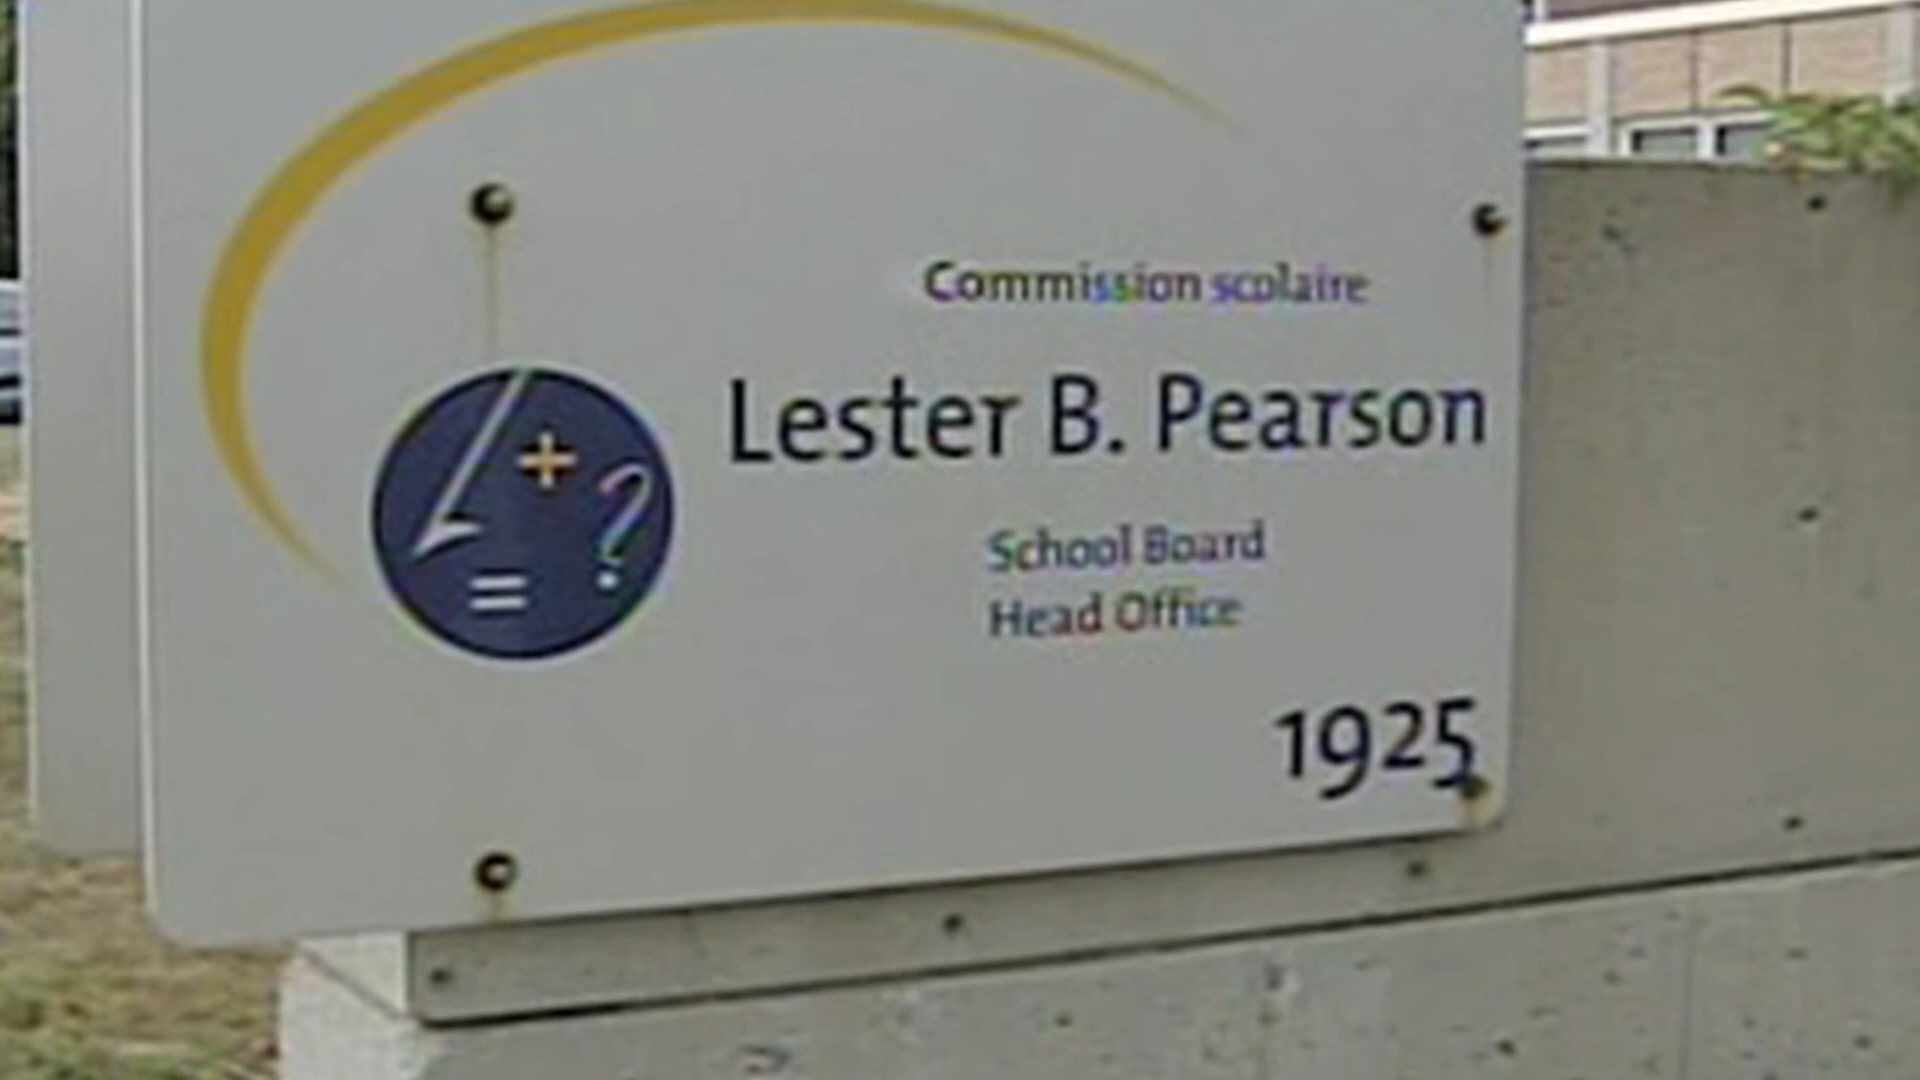 Commission scolaire
Lester B. Pearson
School Board
Head Office
1925
+
?
=